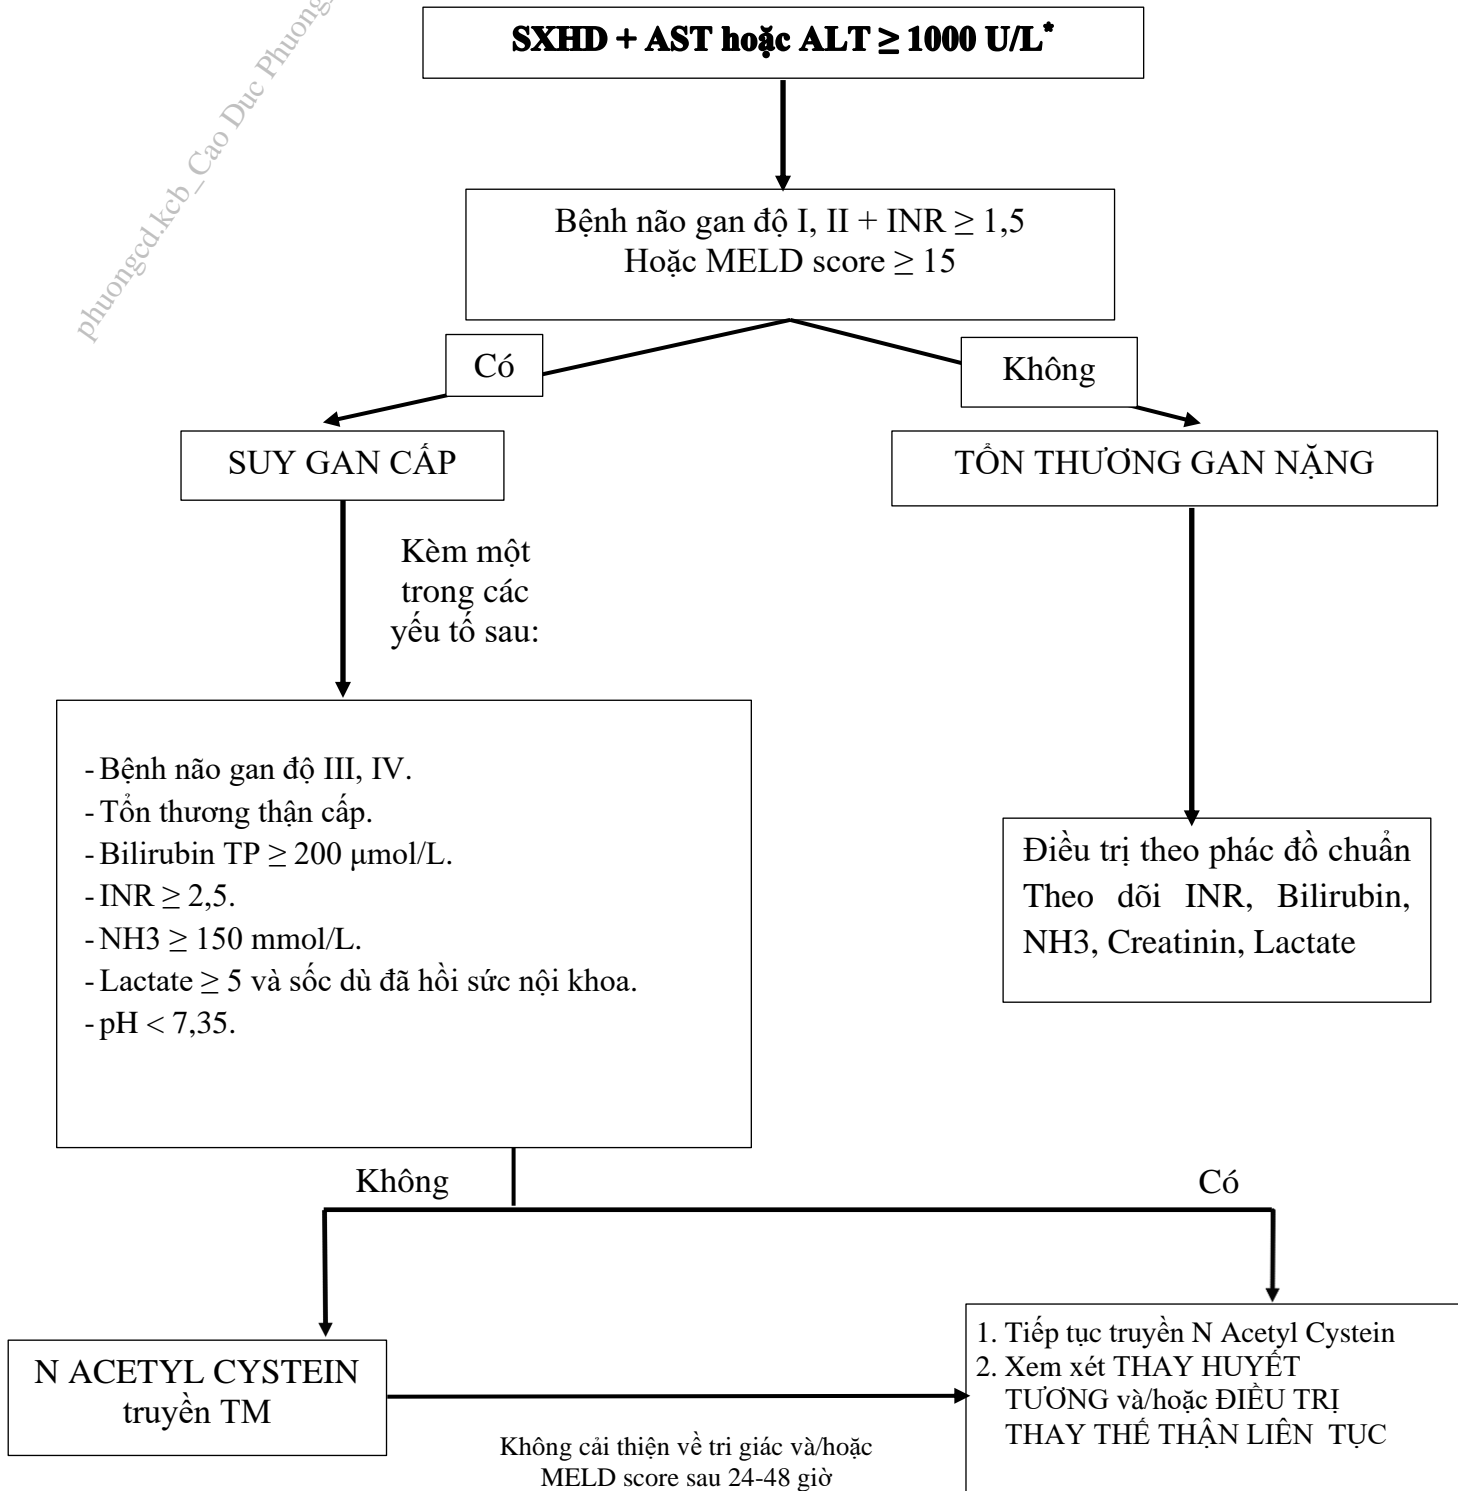 phuongcd.kcb_Cao Duc Phuong
SXHD + AST hoặc ALT ≥ 1000 U/L*
Bệnh não gan độ I, II + INR ≥ 1,5
Hoặc MELD score ≥ 15
Có
Không
SUY GAN CẤP
TỔN THƯƠNG GAN NẶNG
Kèm một
trong các
yếu tố sau:
- Bệnh não gan độ III, IV.
- Tổn thương thận cấp.
- Bilirubin TP ≥ 200 μmol/L.
- INR ≥ 2,5.
- NH3 ≥ 150 mmol/L.
- Lactate ≥ 5 và sốc dù đã hồi sức nội khoa.
- pH < 7,35.
Điều trị theo phác đồ chuẩn
Theo dõi INR, Bilirubin,
NH3, Creatinin, Lactate
Không
Có
N ACETYL CYSTEIN
truyền TM
Không cải thiện về tri giác và/hoặc
MELD score sau 24-48 giờ
1. Tiếp tục truyền N Acetyl Cystein
2. Xem xét THAY HUYẾT
TƯƠNG và/hoặc ĐIỀU TRỊ
THAY THẾ THẬN LIÊN TỤC